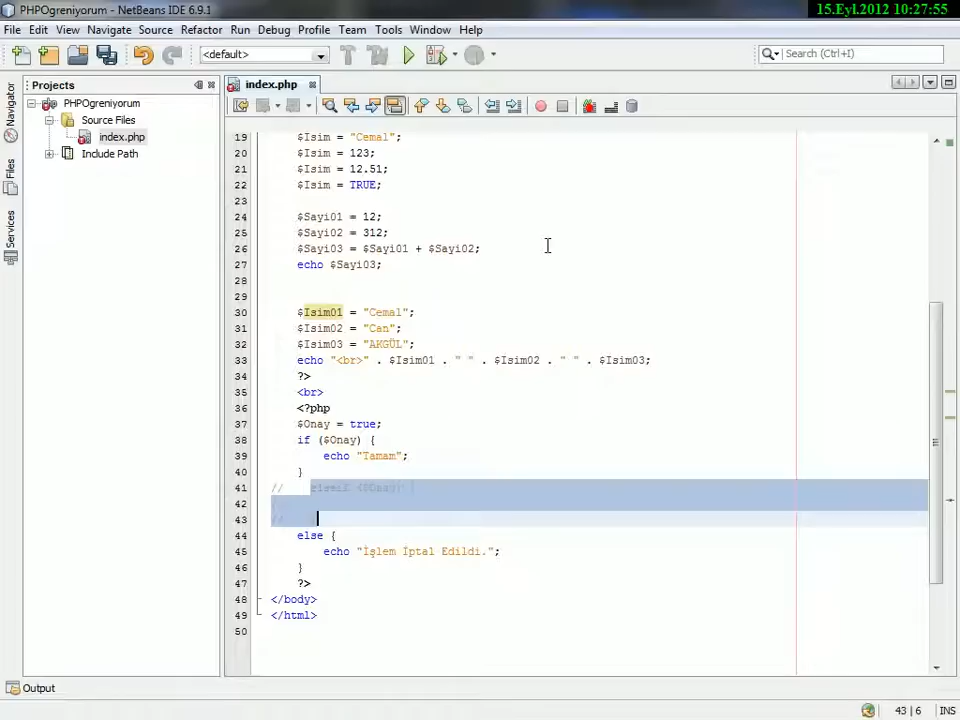 PHPOgreniyorum - NetBeans IDE 6.9.1
15.Eyl.2012 10:27:55
File Edit View Navigate Source Refactor Run Debug Profile Team Tools Window Help
<default>
Search (Ctrl+I)
Projects
index.php
Navigator
Files
Services
PHPOgreniyorum
Source Files
index.php
Include Path
19 $Isim = "Cemal";
20 $Isim = 123;
21 $Isim = 12.51;
22 $Isim = TRUE;
23
24 $Sayi01 = 12;
25 $Sayi02 = 312;
26 $Sayi03 = $Sayi01 + $Sayi02;
27 echo $Sayi03;
28
29
30 $Isim01 = "Cemal";
31 $Isim02 = "Can";
32 $Isim03 = "AKGÜL";
33 echo "<br>" . $Isim01 . " " . $Isim02 . " " . $Isim03;
34 ?>
35 <br>
36 <?php
37 $Onay = true;
38 if ($Onay) {
39 echo "Tamam";
40 }
41 // elseif ($Onay) {
42
43 //
44 else {
45 echo "İşlem İptal Edildi.";
46 }
47 ?>
48 </body>
49 </html>
50
Output
43 | 6 INS